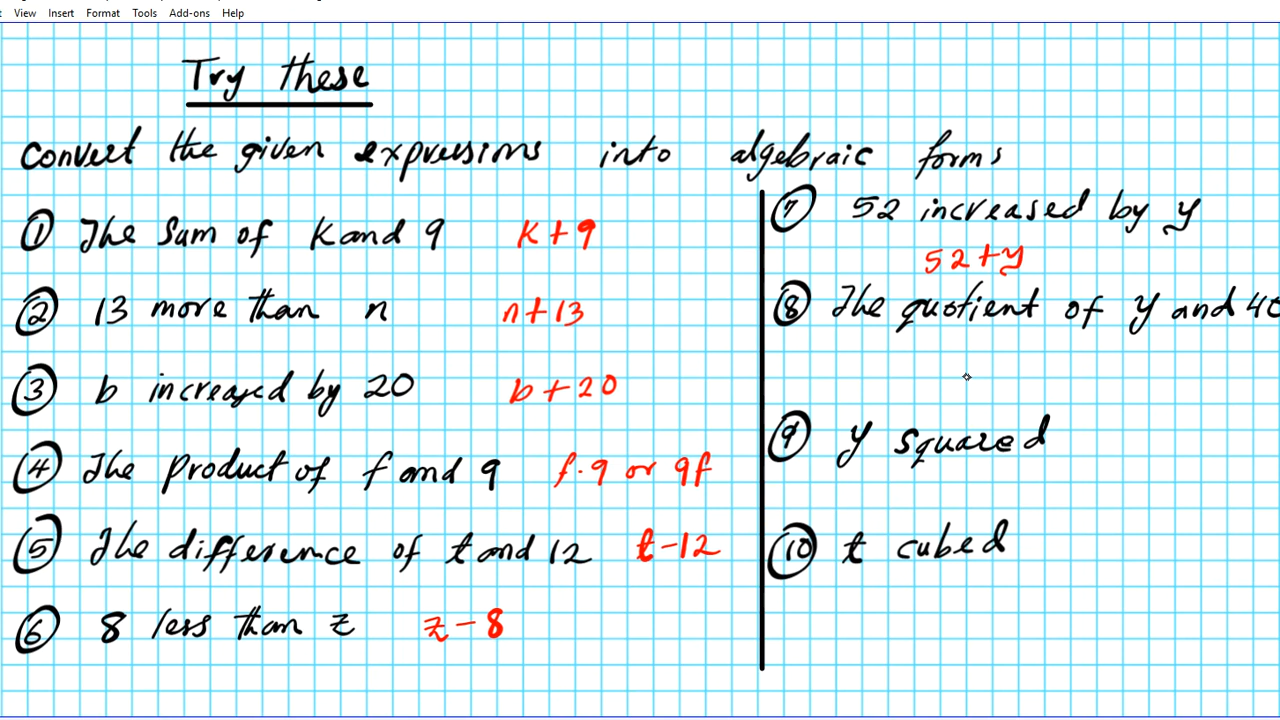 View Insert Format Tools Add-ons Help
Try these
Convert the given expressions into algebraic forms
① The Sum of K and 9 K + 9
② 13 more than n n + 13
③ b increased by 20 b + 20
④ The product of f and 9 f · 9 or 9f
⑤ The difference of t and 12 t - 12
⑥ 8 less than z z - 8
⑦ 52 increased by y
52 + y
⑧ The quotient of y and 40
⑨ y squared
⑩ t cubed